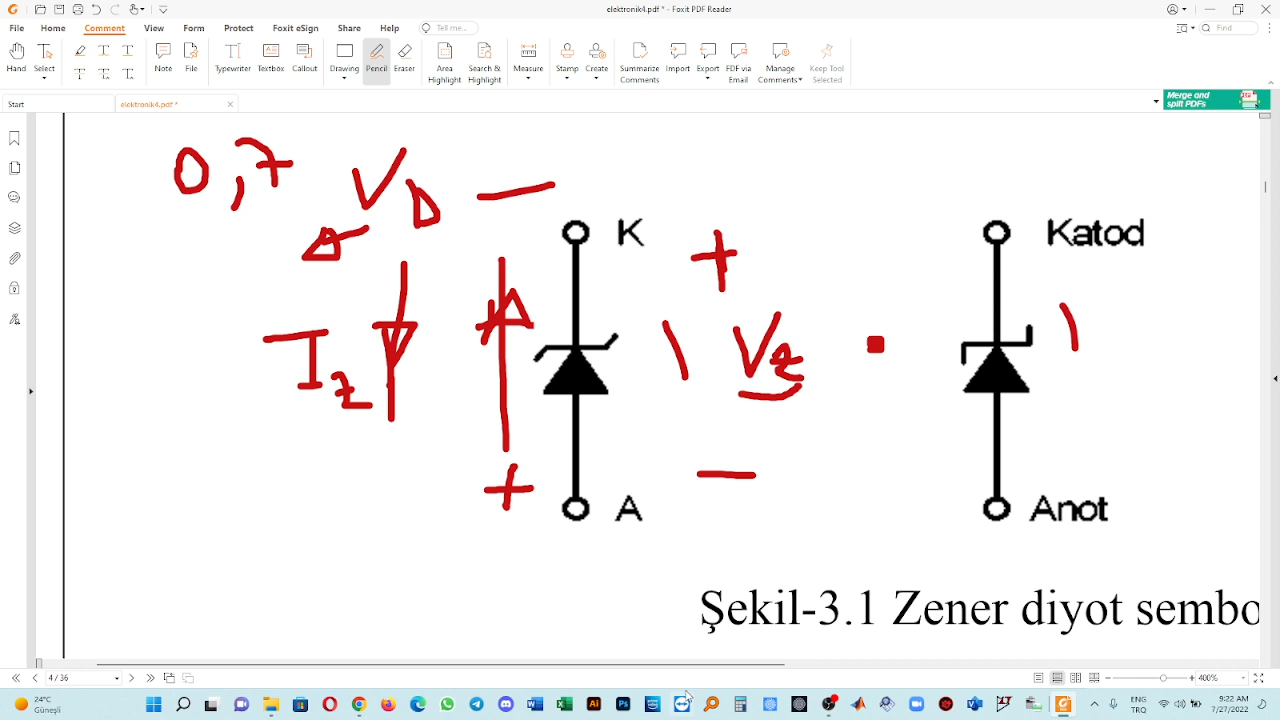 elektronik4.pdf * - Foxit PDF Reader
File Home Comment View Form Protect Foxit eSign Share Help Tell me... Find
Hand Select Note File Typewriter Textbox Callout Drawing Pencil Eraser Area Highlight Search & Highlight Measure Stamp Create Summarize Comments Import Export FDF via Email Manage Comments Keep Tool Selected
Start elektronik4.pdf * Merge and split PDFs
0,7 VD −
K + Katod
Iz Vz
+ A − Anot
Şekil-3.1 Zener diyot sembo
4 / 36 400%
24°C
Güneşli
ENG
TRQ
9:22 AM
7/27/2022